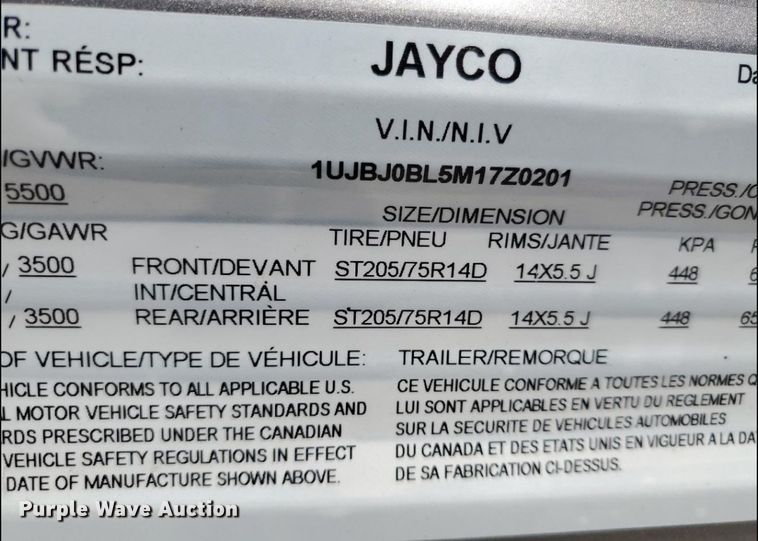 R:
NT RÉSP: JAYCO Da
V.I.N./N.I.V
/GVWR: 1UJBJ0BL5M17Z0201
5500 PRESS./C
SIZE/DIMENSION PRESS./GON
G/GAWR TIRE/PNEU RIMS/JANTE KPA
/ 3500 FRONT/DEVANT ST205/75R14D 14X5.5 J 448 6
/ INT/CENTRÁL
/ 3500 REAR/ARRIÈRE ST205/75R14D 14X5.5 J 448 65
OF VEHICLE/TYPE DE VÉHICULE: TRAILER/REMORQUE
HICLE CONFORMS TO ALL APPLICABLE U.S.
L MOTOR VEHICLE SAFETY STANDARDS AND
RDS PRESCRIBED UNDER THE CANADIAN
VEHICLE SAFETY REGULATIONS IN EFFECT
DATE OF MANUFACTURE SHOWN ABOVE.
CE VEHICULE CONFORME A TOUTES LES NORMES Q
LUI SONT APPLICABLES EN VERTU DU REGLEMENT
SUR LA SECURITE DE VEHICULES AUTOMOBILES
DU CANADA ET DES ETATS UNIS EN VIGUEUR A LA DA
DE SA FABRICATION CI-DESSUS.
Purple Wave Auction